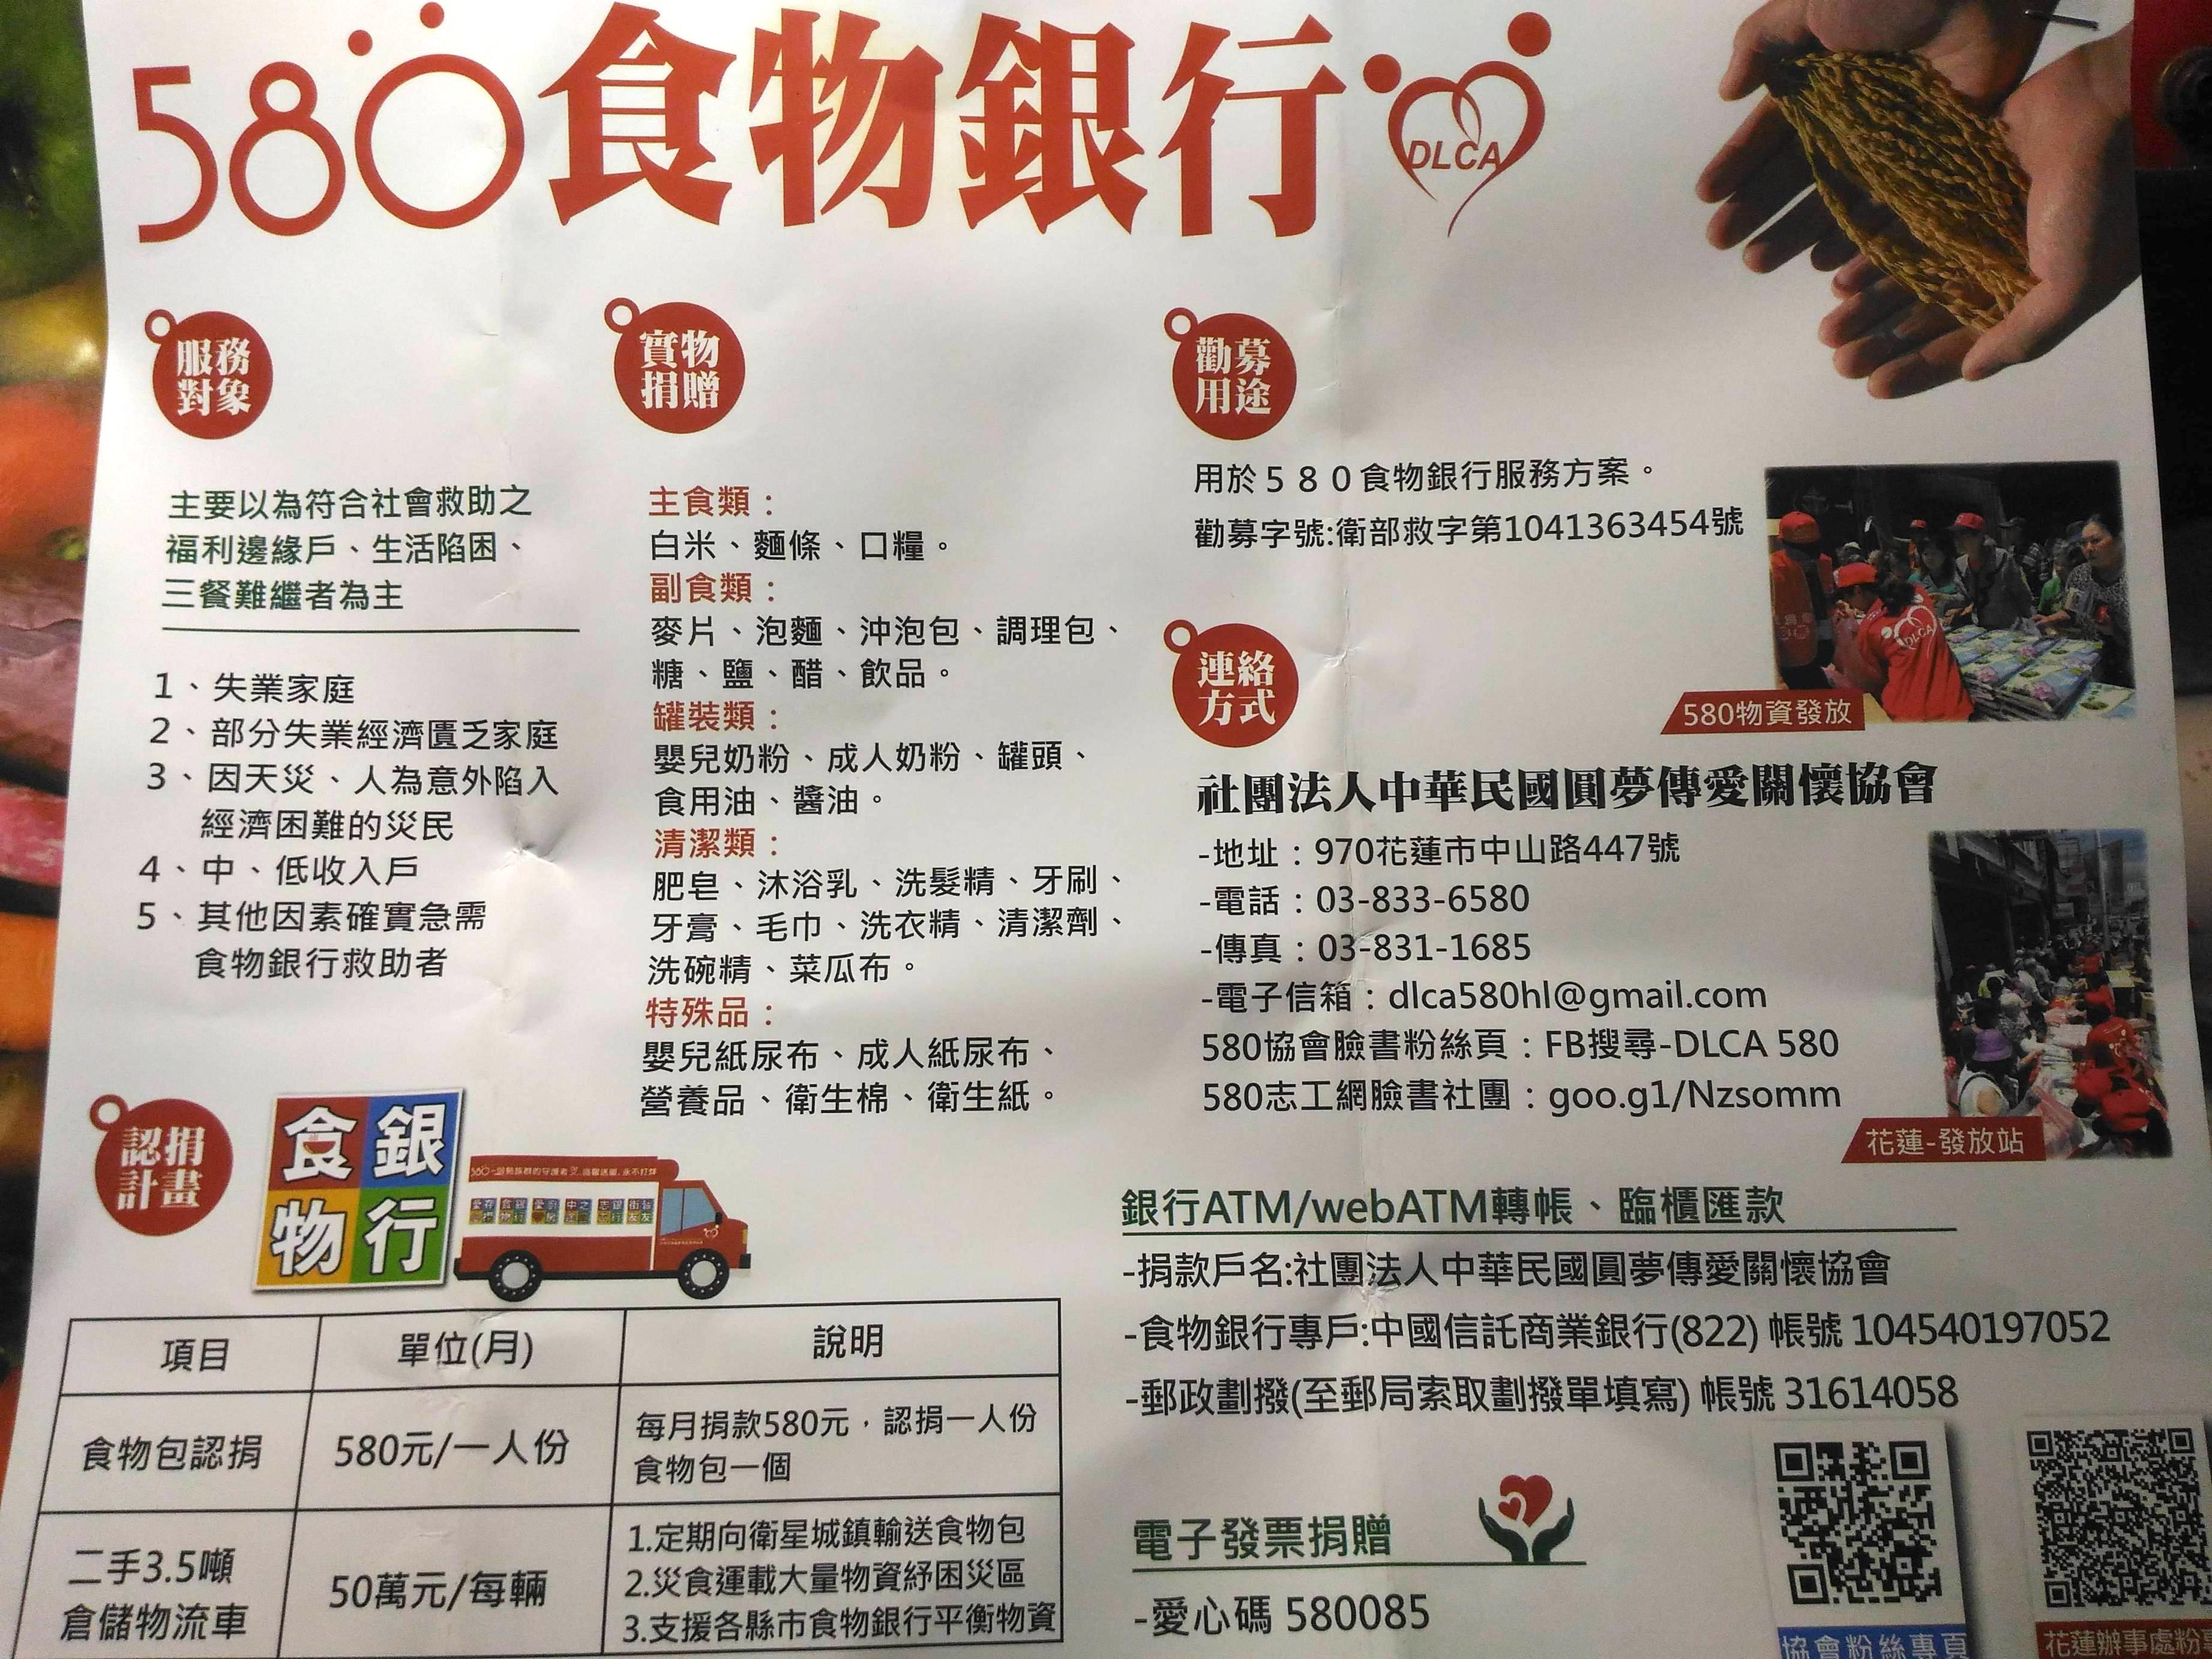 580食物銀行
DLCA
服務
對象
主要以為符合社會救助之
福利邊緣戶、生活陷困、
三餐難繼者為主
1、失業家庭
2、部分失業經濟匱乏家庭
3、因天災、人為意外陷入
經濟困難的災民
4、中、低收入戶
5、其他因素確實急需
食物銀行救助者
實物
捐贈
主食類：
白米、麵條、口糧。
副食類：
麥片、泡麵、沖泡包、調理包、
糖、鹽、醋、飲品。
罐裝類：
嬰兒奶粉、成人奶粉、罐頭、
食用油、醬油。
清潔類：
肥皂、沐浴乳、洗髮精、牙刷、
牙膏、毛巾、洗衣精、清潔劑、
洗碗精、菜瓜布。
特殊品：
嬰兒紙尿布、成人紙尿布、
營養品、衛生棉、衛生紙。
勸募
用途
用於580食物銀行服務方案。
勸募字號:衛部救字第1041363454號
DLCA
580物資發放
連絡
方式
社團法人中華民國圓夢傳愛關懷協會
-地址：970花蓮市中山路447號
-電話：03-833-6580
-傳真：03-831-1685
-電子信箱：dlca580hl@gmail.com
580協會臉書粉絲頁：FB搜尋-DLCA 580
580志工網臉書社團：goo.g1/Nzsomm
花蓮-發放站
認捐
計畫
食銀
物行
項目 單位(月) 說明
食物包認捐 580元/一人份 每月捐款580元，認捐一人份
食物包一個
二手3.5噸
倉儲物流車
50萬元/每輛
1.定期向衛星城鎮輸送食物包
2.災食運載大量物資紓困災區
3.支援各縣市食物銀行平衡物資
銀行ATM/webATM轉帳、臨櫃匯款
-捐款戶名:社團法人中華民國圓夢傳愛關懷協會
-食物銀行專戶:中國信託商業銀行(822) 帳號 104540197052
-郵政劃撥(至郵局索取劃撥單填寫) 帳號 31614058
電子發票捐贈
-愛心碼 580085
協會粉絲專頁
花蓮辦事處粉